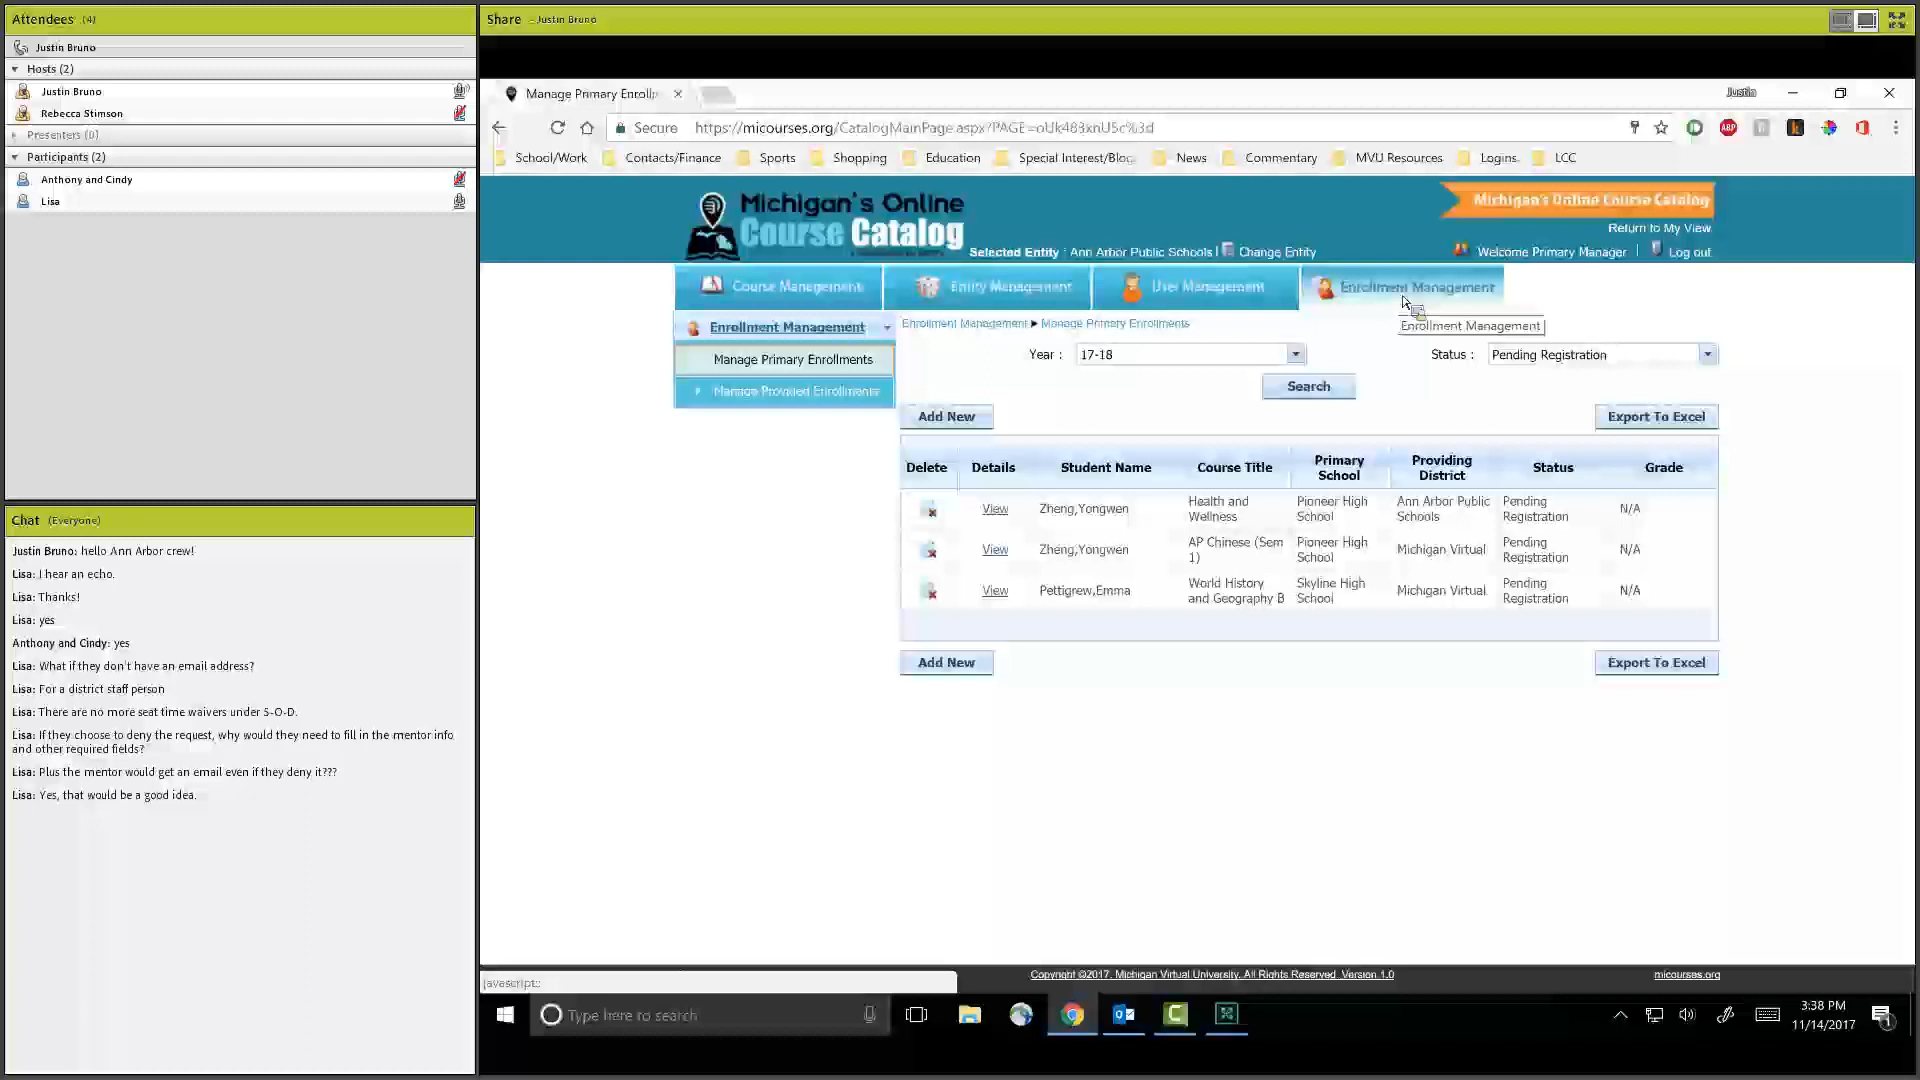 Attendees (4)
Justin Bruno
Hosts (2)
Justin Bruno
Rebecca Stimson
Presenters (0)
Participants (2)
Anthony and Cindy
Lisa
Chat (Everyone)
Justin Bruno: hello Ann Arbor crew!
Lisa: I hear an echo.
Lisa: Thanks!
Lisa: yes
Anthony and Cindy: yes
Lisa: What if they don't have an email address?
Lisa: For a district staff person
Lisa: There are no more seat time waivers under 5-O-D.
Lisa: If they choose to deny the request, why would they need to fill in the mentor info
and other required fields?
Lisa: Plus the mentor would get an email even if they deny it???
Lisa: Yes, that would be a good idea.
Share - Justin Bruno
Manage Primary Enrolln
Justin
Secure https://micourses.org/CatalogMainPage.aspx?PAGE=oUk483xnU5c%3d
ABP
School/Work Contacts/Finance Sports Shopping Education Special Interest/Blog News Commentary MVU Resources Logins LCC
Michigan's Online
Course Catalog
Michigan's Online Course Catalog
Return to My View
Selected Entity : Ann Arbor Public Schools | Change Entity
Welcome Primary Manager | Log out
Course Management Entity Management User Management Enrollment Management
Enrollment Management
Manage Primary Enrollments
Manage Provided Enrollments
Enrollment Management ▶ Manage Primary Enrollments
Enrollment Management
Year : 17-18 Status : Pending Registration
Search
Add New Export To Excel
Delete Details Student Name Course Title Primary School Providing District Status Grade
View Zheng,Yongwen Health and Wellness Pioneer High School Ann Arbor Public Schools Pending Registration N/A
View Zheng,Yongwen AP Chinese (Sem 1) Pioneer High School Michigan Virtual Pending Registration N/A
View Pettigrew,Emma World History and Geography B Skyline High School Michigan Virtual Pending Registration N/A
Add New Export To Excel
Copyright ©2017. Michigan Virtual University. All Rights Reserved. Version 1.0 micourses.org
javascript:;
Type here to search
3:38 PM
11/14/2017
1